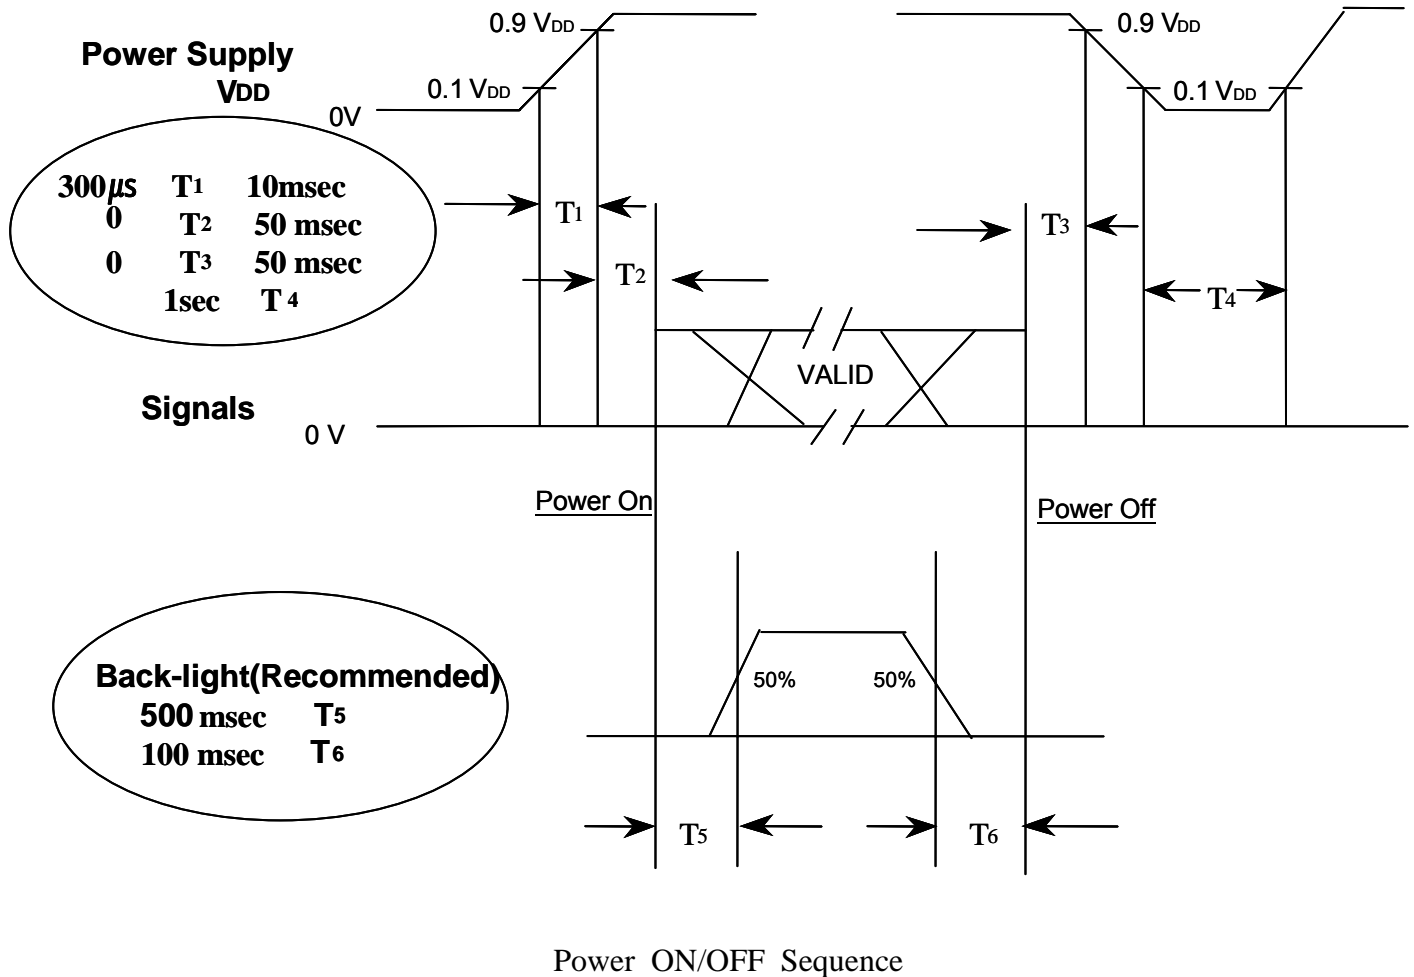 0.9 VDD
0.9 VDD
Power Supply
VDD
0.1 VDD
0.1 VDD
0V
300μs T1 10msec
0 T2 50 msec
0 T3 50 msec
1sec T4
T1
T2
T3
T4
VALID
Signals
0 V
Power On
Power Off
Back-light(Recommended)
500 msec T5
100 msec T6
50%
50%
T5
T6
Power ON/OFF Sequence